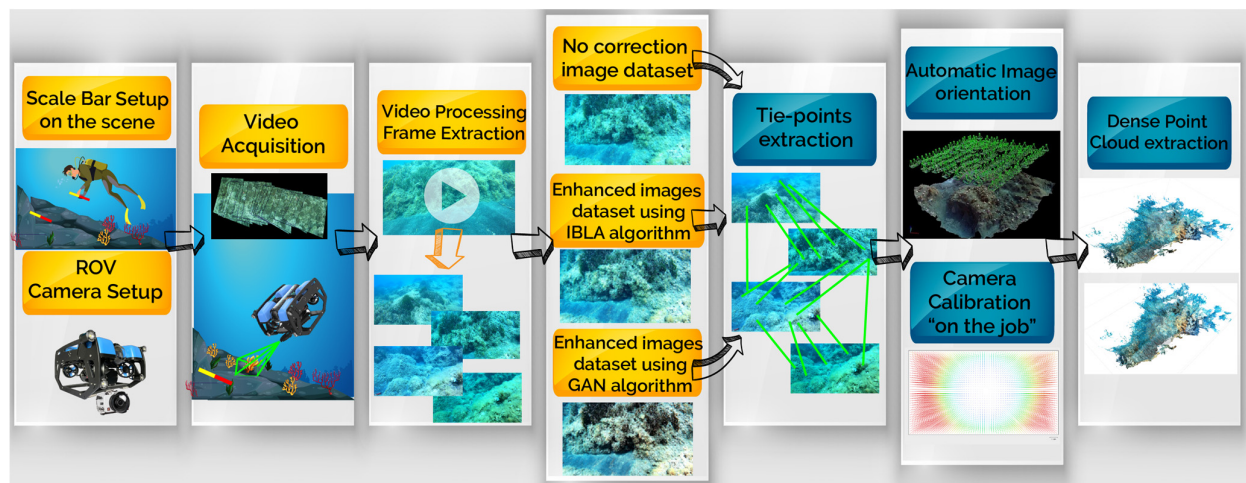 Scale Bar Setup
on the scene
ROV
Camera Setup
Video
Acquisition
Video Processing
Frame Extraction
No correction
image dataset
Enhanced images
dataset using
IBLA algorithm
Enhanced images
dataset using
GAN algorithm
Tie-points
extraction
Automatic Image
orientation
Camera
Calibration
“on the job”
Dense Point
Cloud extraction